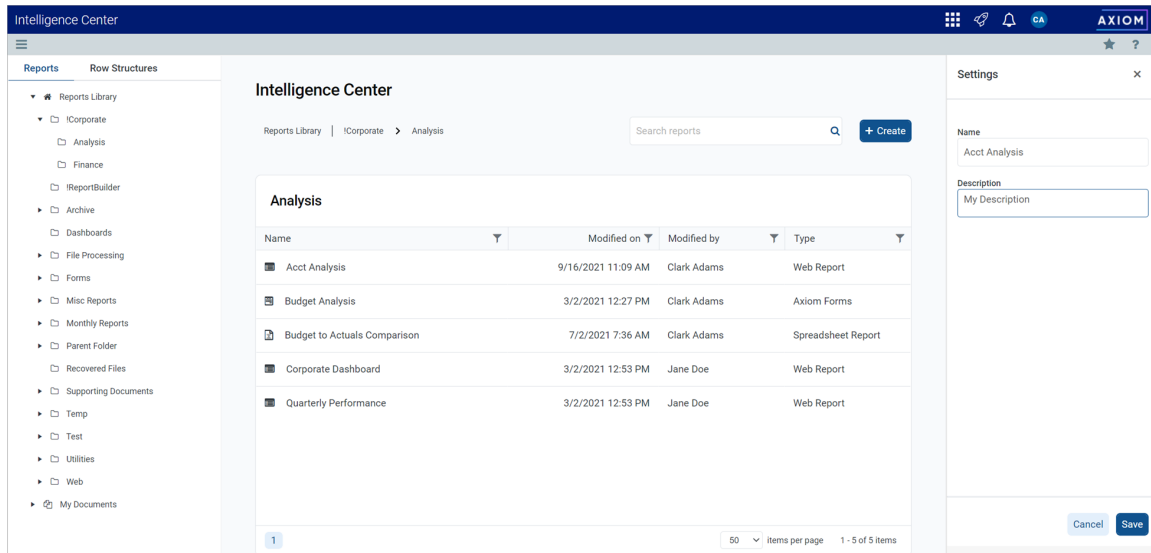 Intelligence Center
CA
AXIOM
?
Reports Row Structures
Reports Library
!Corporate
Analysis
Finance
!ReportBuilder
Archive
Dashboards
File Processing
Forms
Misc Reports
Monthly Reports
Parent Folder
Recovered Files
Supporting Documents
Temp
Test
Utilities
Web
My Documents
Intelligence Center
Reports Library | !Corporate > Analysis
Search reports
+ Create
Analysis
Name Modified on Modified by Type
Acct Analysis 9/16/2021 11:09 AM Clark Adams Web Report
Budget Analysis 3/2/2021 12:27 PM Clark Adams Axiom Forms
Budget to Actuals Comparison 7/2/2021 7:36 AM Clark Adams Spreadsheet Report
Corporate Dashboard 3/2/2021 12:53 PM Jane Doe Web Report
Quarterly Performance 3/2/2021 12:53 PM Jane Doe Web Report
1 50 items per page 1 - 5 of 5 items
Settings
Name
Acct Analysis
Description
My Description
Cancel Save